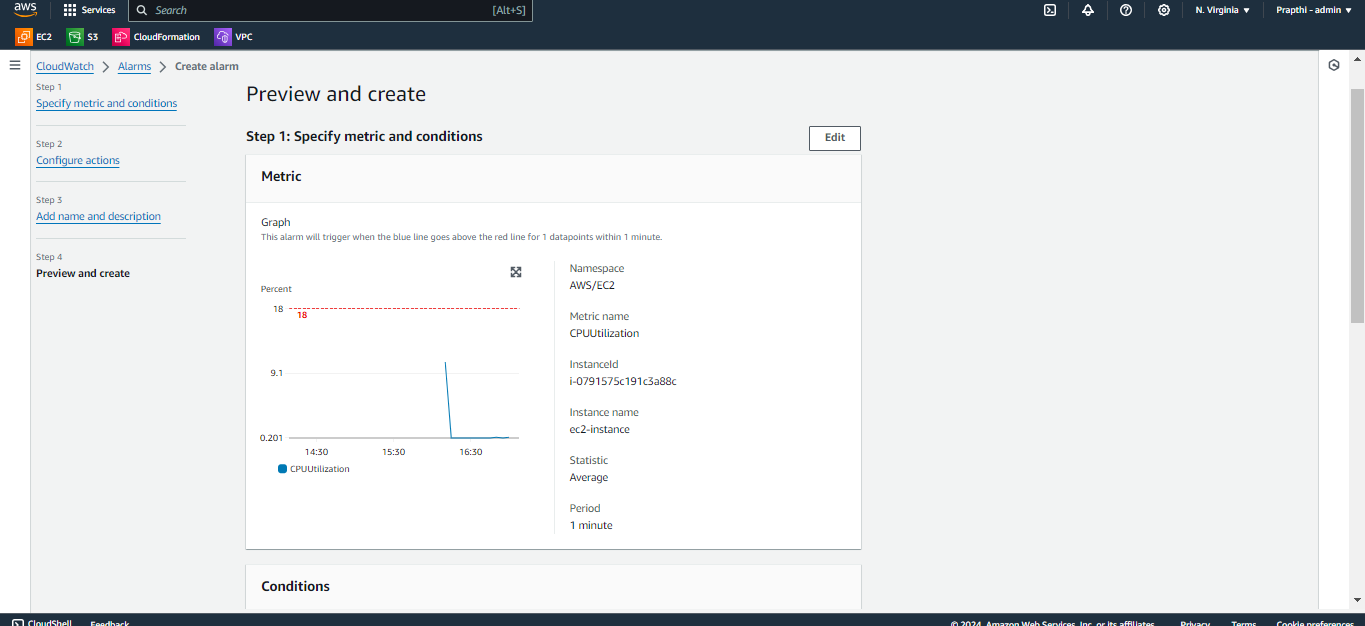 aws
Services
Search
[Alt+S]
N. Virginia
Prapthi - admin
EC2
S3
CloudFormation
VPC
CloudWatch
Alarms
Create alarm
Step 1
Specify metric and conditions
Step 2
Configure actions
Step 3
Add name and description
Step 4
Preview and create
Preview and create
Step 1: Specify metric and conditions
Edit
Metric
Graph
This alarm will trigger when the blue line goes above the red line for 1 datapoints within 1 minute.
Percent
18
18
9.1
0.201
14:30
15:30
16:30
CPUUtilization
Namespace
AWS/EC2
Metric name
CPUUtilization
InstanceId
i-0791575c191c3a88c
Instance name
ec2-instance
Statistic
Average
Period
1 minute
Conditions
CloudShell
Feedback
© 2024, Amazon Web Services, Inc. or its affiliates.
Privacy
Terms
Cookie preferences